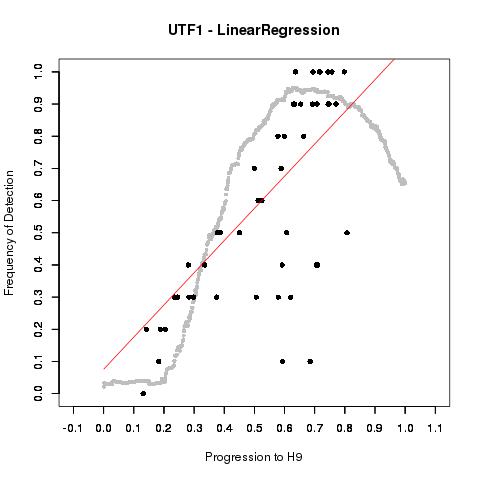 UTF1 - LinearRegression
Frequency of Detection
1.0
0.9
0.8
0.7
0.6
0.5
0.4
0.3
0.2
0.1
0.0
-0.1 0.0 0.1 0.2 0.3 0.4 0.5 0.6 0.7 0.8 0.9 1.0 1.1
Progression to H9